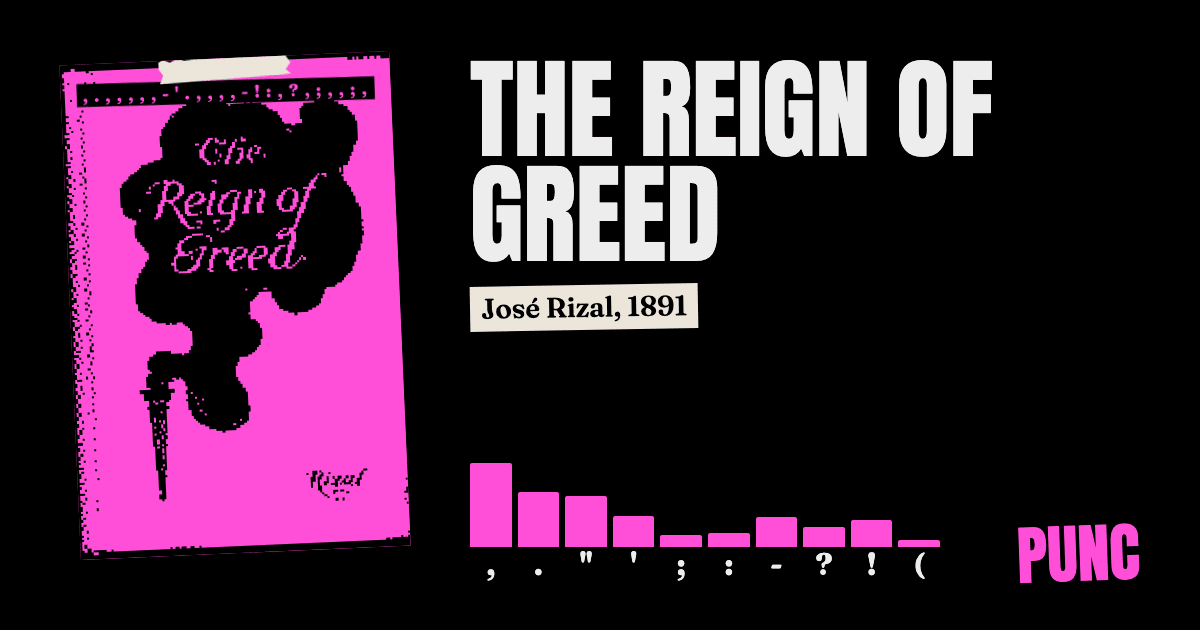 ,.,,,,,-'.,,,,-!:,?,;,;;,
The
Reign of
Greed
Rizal
THE REIGN OF
GREED
José Rizal, 1891
, . " ' ; : - ? ! (
PUNC